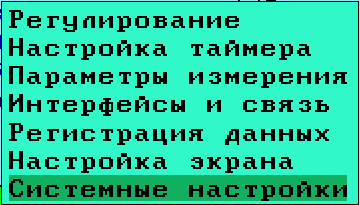 Регулирование
Настройка таймера
Параметры измерения
Интерфейсы и связь
Регистрация данных
Настройка экрана
Системные настройки